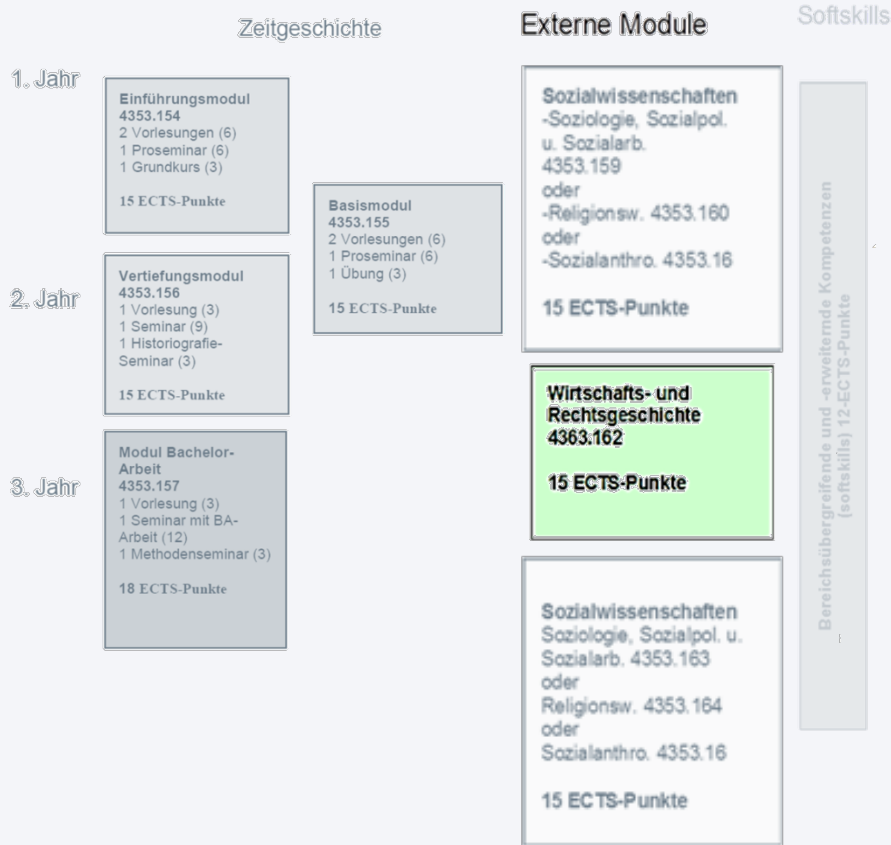 Zeitgeschichte
Externe Module
Softskills
1. Jahr
Einführungsmodul
4353.154
2 Vorlesungen (6)
1 Proseminar (6)
1 Grundkurs (3)
15 ECTS-Punkte
Basismodul
4353.155
2 Vorlesungen (6)
1 Proseminar (6)
1 Übung (3)
15 ECTS-Punkte
2. Jahr
Vertiefungsmodul
4353.156
1 Vorlesung (3)
1 Seminar (9)
1 Historiografie-
Seminar (3)
15 ECTS-Punkte
3. Jahr
Modul Bachelor-
Arbeit
4353.157
1 Vorlesung (3)
1 Seminar mit BA-
Arbeit (12)
1 Methodenseminar (3)
18 ECTS-Punkte
Sozialwissenschaften
-Soziologie, Sozialpol.
u. Sozialarb.
4353.159
oder
-Religionsw. 4353.160
oder
-Sozialanthro. 4353.16
15 ECTS-Punkte
Wirtschafts- und
Rechtsgeschichte
4363.162
15 ECTS-Punkte
Sozialwissenschaften
Soziologie, Sozialpol. u.
Sozialarb. 4353.163
oder
Religionsw. 4353.164
oder
Sozialanthro. 4353.16
15 ECTS-Punkte
Bereichsübergreifende und -erweiternde Kompetenzen
(softskills) 12-ECTS-Punkte